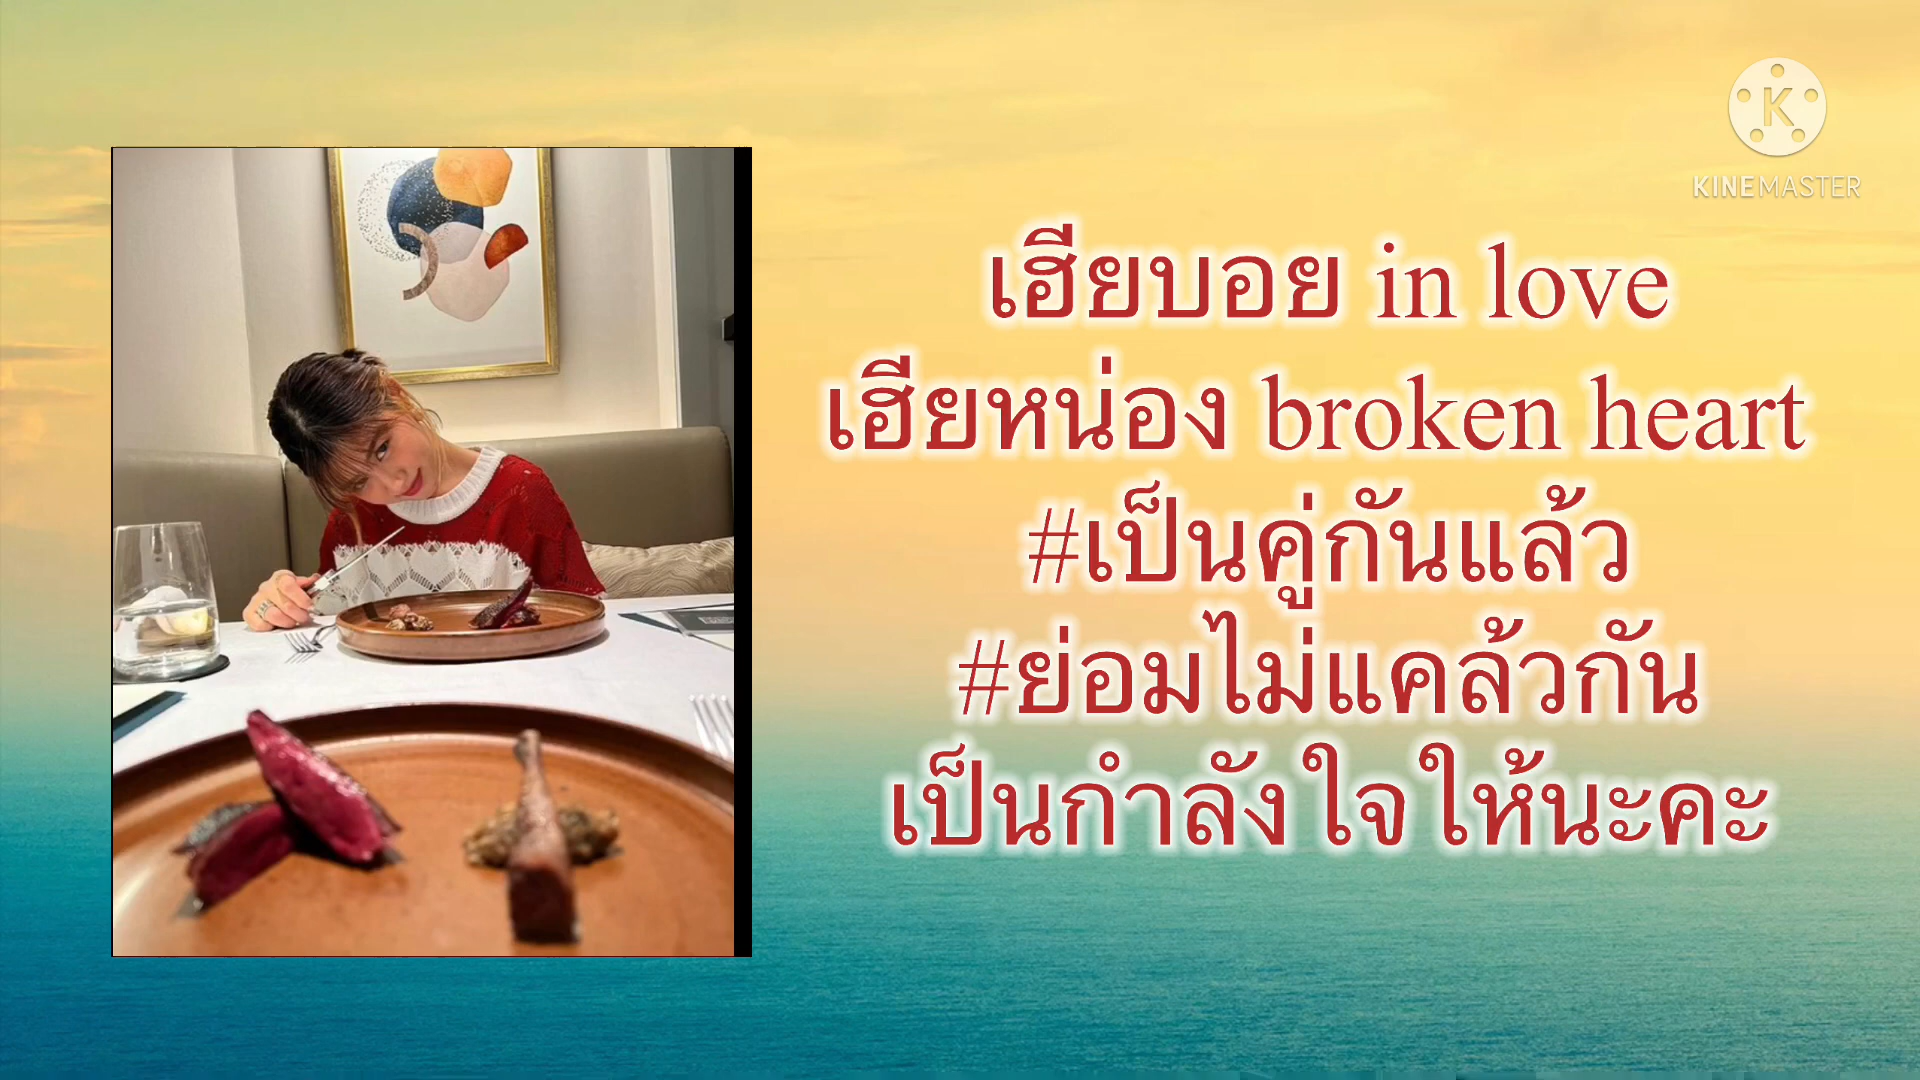 KINEMASTER
เฮียบอย in love
เฮียหน่อง broken heart
#เป็นคู่กันแล้ว
#ย่อมไม่แคล้วกัน
เป็นกำลังใจให้นะคะ